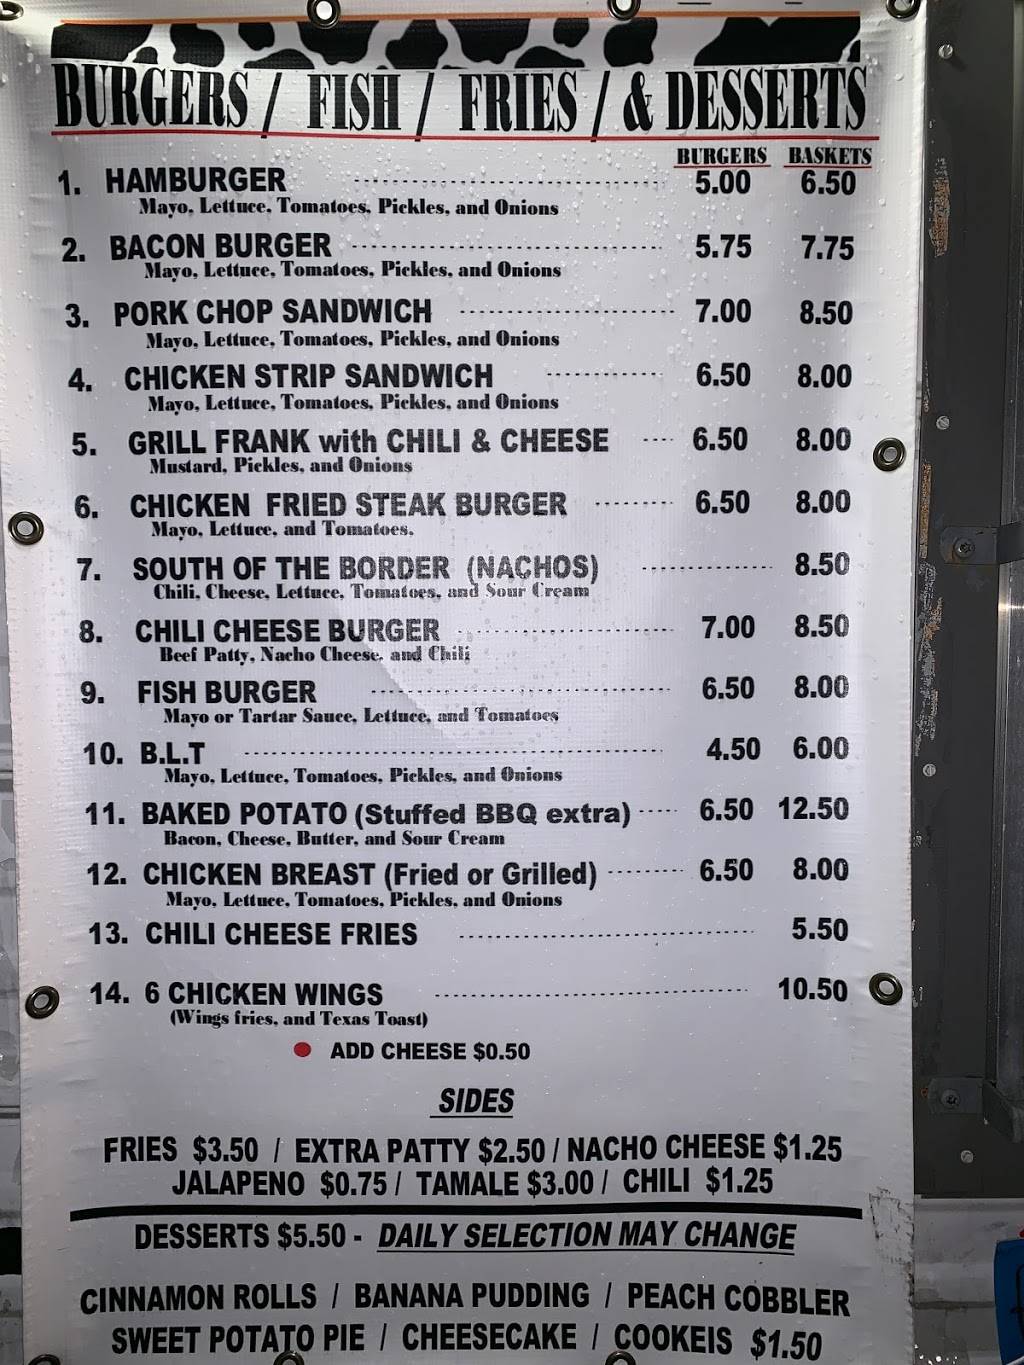 BURGERS / FISH / FRIES / & DESSERTS
BURGERS BASKETS
1. HAMBURGER 5.00 6.50
Mayo, Lettuce, Tomatoes, Pickles, and Onions
2. BACON BURGER 5.75 7.75
Mayo, Lettuce, Tomatoes, Pickles, and Onions
3. PORK CHOP SANDWICH 7.00 8.50
Mayo, Lettuce, Tomatoes, Pickles, and Onions
4. CHICKEN STRIP SANDWICH 6.50 8.00
Mayo, Lettuce, Tomatoes, Pickles, and Onions
5. GRILL FRANK with CHILI & CHEESE 6.50 8.00
Mustard, Pickles, and Onions
6. CHICKEN FRIED STEAK BURGER 6.50 8.00
Mayo, Lettuce, and Tomatoes.
7. SOUTH OF THE BORDER (NACHOS) 8.50
Chili, Cheese, Lettuce, Tomatoes, and Sour Cream
8. CHILI CHEESE BURGER 7.00 8.50
Beef Patty, Nacho Cheese, and Chili
9. FISH BURGER 6.50 8.00
Mayo or Tartar Sauce, Lettuce, and Tomatoes
10. B.L.T 4.50 6.00
Mayo, Lettuce, Tomatoes, Pickles, and Onions
11. BAKED POTATO (Stuffed BBQ extra) 6.50 12.50
Bacon, Cheese, Butter, and Sour Cream
12. CHICKEN BREAST (Fried or Grilled) 6.50 8.00
Mayo, Lettuce, Tomatoes, Pickles, and Onions
13. CHILI CHEESE FRIES 5.50
14. 6 CHICKEN WINGS 10.50
(Wings fries, and Texas Toast)
ADD CHEESE $0.50
SIDES
FRIES $3.50 / EXTRA PATTY $2.50 / NACHO CHEESE $1.25
JALAPENO $0.75 / TAMALE $3.00 / CHILI $1.25
DESSERTS $5.50 - DAILY SELECTION MAY CHANGE
CINNAMON ROLLS / BANANA PUDDING / PEACH COBBLER
SWEET POTATO PIE / CHEESECAKE / COOKEIS $1.50